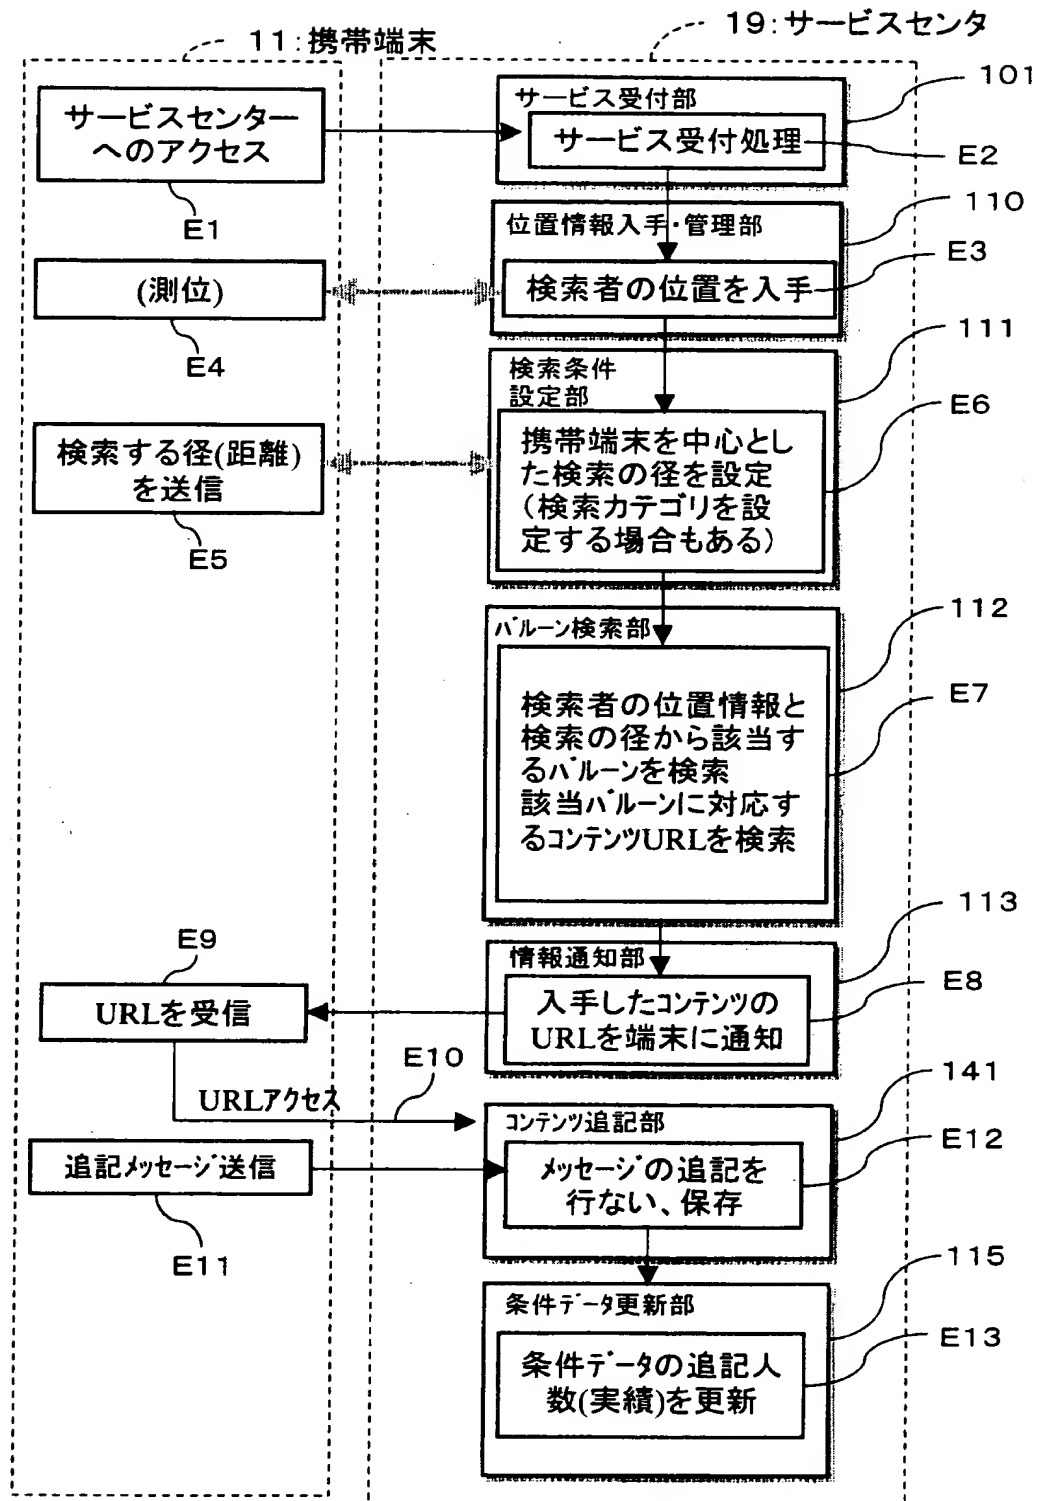 11:携帯端末
19:サービスセンタ
サービスセンター
へのアクセス
E1
サービス受付部
サービス受付処理
101
E2
位置情報入手・管理部
検索者の位置を入手
110
E3
(測位)
E4
検索条件
設定部
携帯端末を中心とし
た検索の径を設定
(検索カテゴリを設
定する場合もある)
111
E6
検索する径(距離)
を送信
E5
バルーン検索部
検索者の位置情報と
検索の径から該当す
るバルーンを検索
該当バルーンに対応す
るコンテンツURLを検索
112
E7
情報通知部
入手したコンテンツの
URLを端末に通知
113
E8
E9
URLを受信
URLアクセス
E10
コンテンツ追記部
メッセージの追記を
行ない、保存
141
E12
追記メッセージ送信
E11
条件データ更新部
条件データの追記人
数(実績)を更新
115
E13